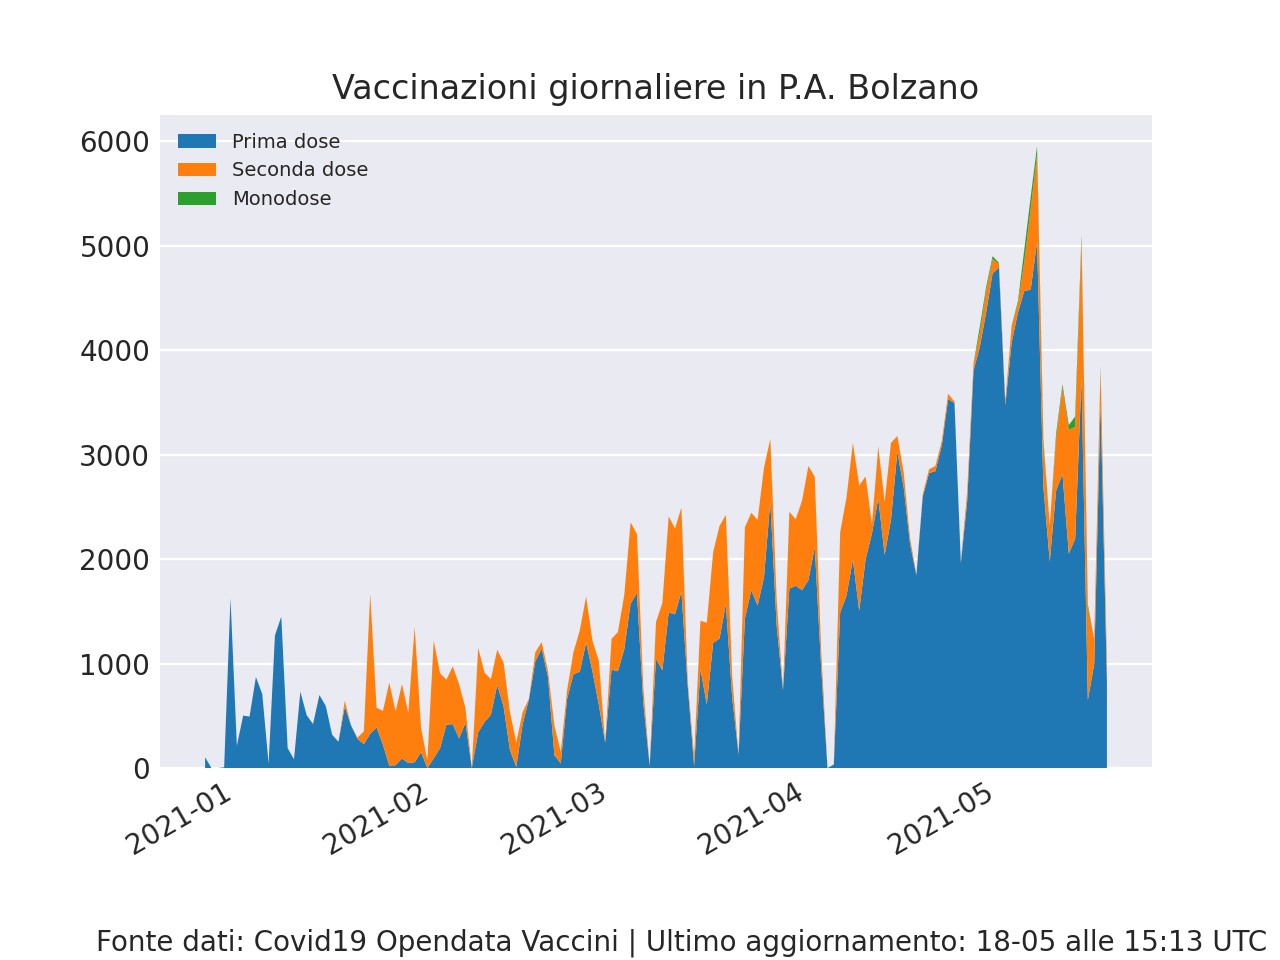 Vaccinazioni giornaliere in P.A. Bolzano
Prima dose
Seconda dose
Monodose
6000
5000
4000
3000
2000
1000
0
2021-01
2021-02
2021-03
2021-04
2021-05
Fonte dati: Covid19 Opendata Vaccini | Ultimo aggiornamento: 18-05 alle 15:13 UTC